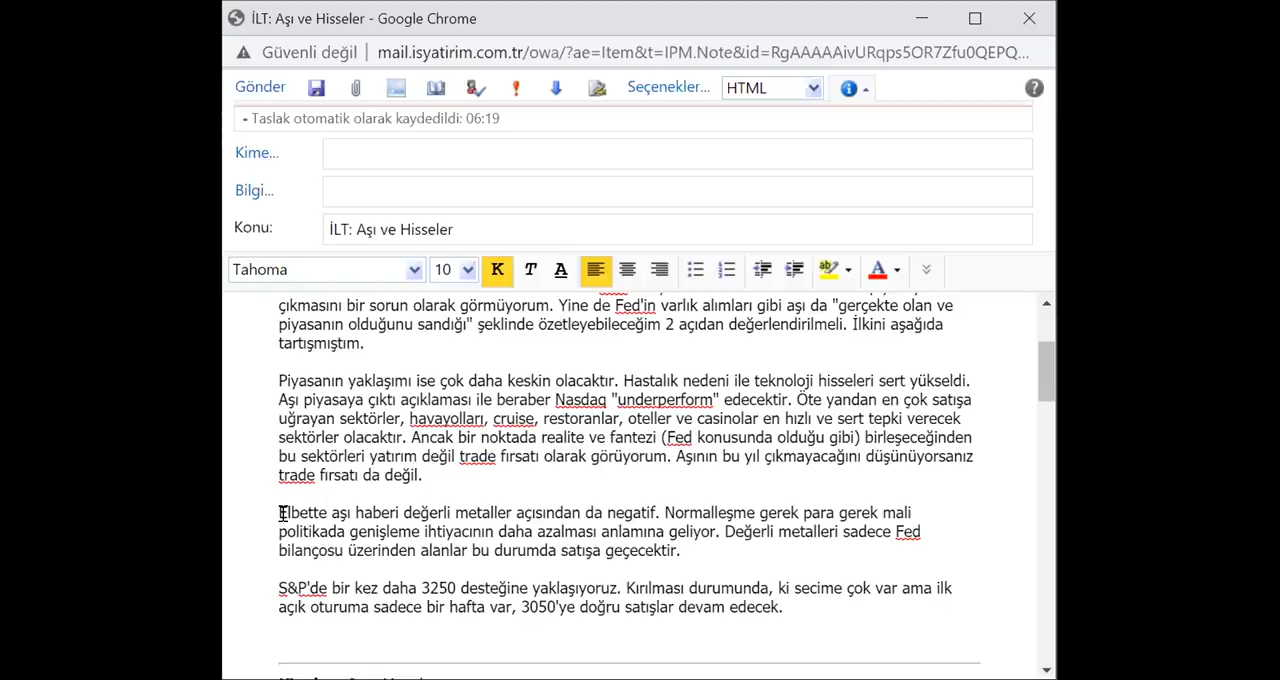 İLT: Aşı ve Hisseler - Google Chrome
Güvenli değil | mail.isyatirim.com.tr/owa/?ae=Item&t=IPM.Note&id=RgAAAAAivURqps5OR7Zfu0QEPQ...
Gönder Seçenekler... HTML
- Taslak otomatik olarak kaydedildi: 06:19
Kime...
Bilgi...
Konu: İLT: Aşı ve Hisseler
Tahoma 10 K T A
çıkmasını bir sorun olarak görmüyorum. Yine de Fed'in varlık alımları gibi aşı da "gerçekte olan ve
piyasanın olduğunu sandığı" şeklinde özetleyebileceğim 2 açıdan değerlendirilmeli. İlkini aşağıda
tartışmıştım.
Piyasanın yaklaşımı ise çok daha keskin olacaktır. Hastalık nedeni ile teknoloji hisseleri sert yükseldi.
Aşı piyasaya çıktı açıklaması ile beraber Nasdaq "underperform" edecektir. Öte yandan en çok satışa
uğrayan sektörler, havayolları, cruise, restoranlar, oteller ve casinolar en hızlı ve sert tepki verecek
sektörler olacaktır. Ancak bir noktada realite ve fantezi (Fed konusunda olduğu gibi) birleşeceğinden
bu sektörleri yatırım değil trade fırsatı olarak görüyorum. Aşının bu yıl çıkmayacağını düşünüyorsanız
trade fırsatı da değil.
Elbette aşı haberi değerli metaller açısından da negatif. Normalleşme gerek para gerek mali
politikada genişleme ihtiyacının daha azalması anlamına geliyor. Değerli metalleri sadece Fed
bilançosu üzerinden alanlar bu durumda satışa geçecektir.
S&P'de bir kez daha 3250 desteğine yaklaşıyoruz. Kırılması durumunda, ki secime çok var ama ilk
açık oturuma sadece bir hafta var, 3050'ye doğru satışlar devam edecek.